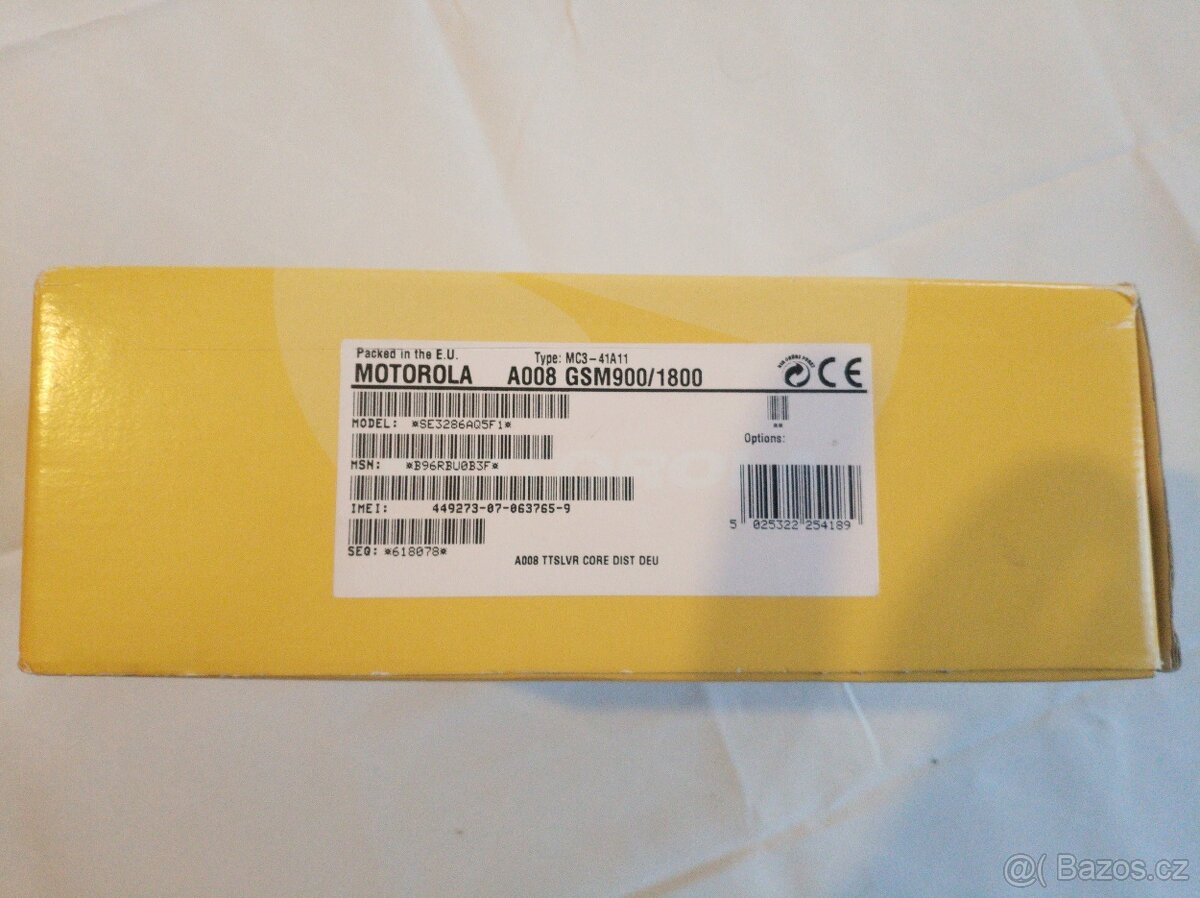 Packed in the E.U.
Type: MC3-41A11
MOTOROLA A008 GSM900/1800
CE
MODEL: *SE3286AQ5F1*
Options:
MSN: *B96RBU0B3F*
IMEI: 449273-07-063765-9
5 025322 254189
SEQ: *618078*
A008 TTSLVR CORE DIST DEU
@( Bazos.cz